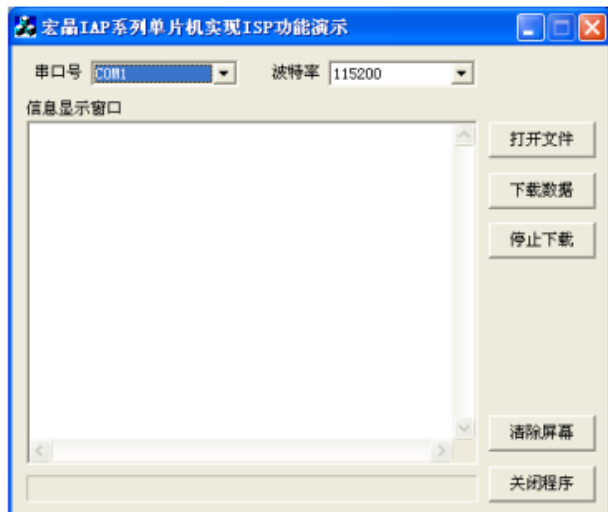 宏晶IAP系列单片机实现ISP功能演示
串口号 COM1 波特率 115200
信息显示窗口
打开文件
下载数据
停止下载
清除屏幕
关闭程序